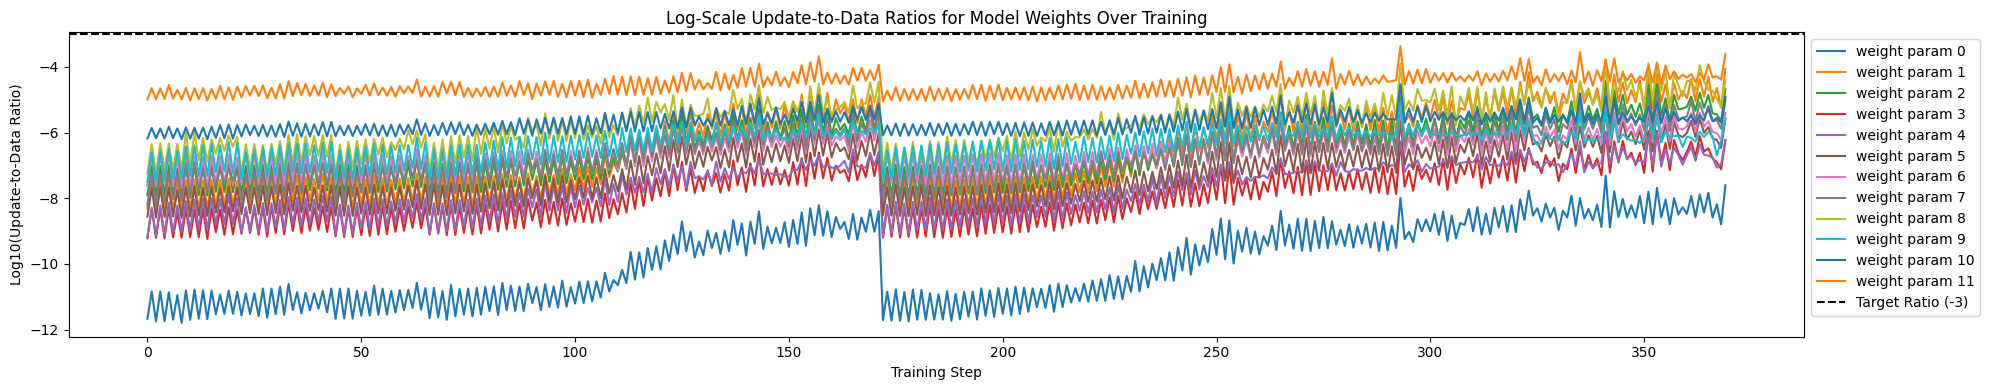 Log-Scale Update-to-Data Ratios for Model Weights Over Training
Log10(Update-to-Data Ratio)
−4
−6
−8
−10
−12
0
50
100
150
200
250
300
350
Training Step
weight param 0
weight param 1
weight param 2
weight param 3
weight param 4
weight param 5
weight param 6
weight param 7
weight param 8
weight param 9
weight param 10
weight param 11
Target Ratio (-3)